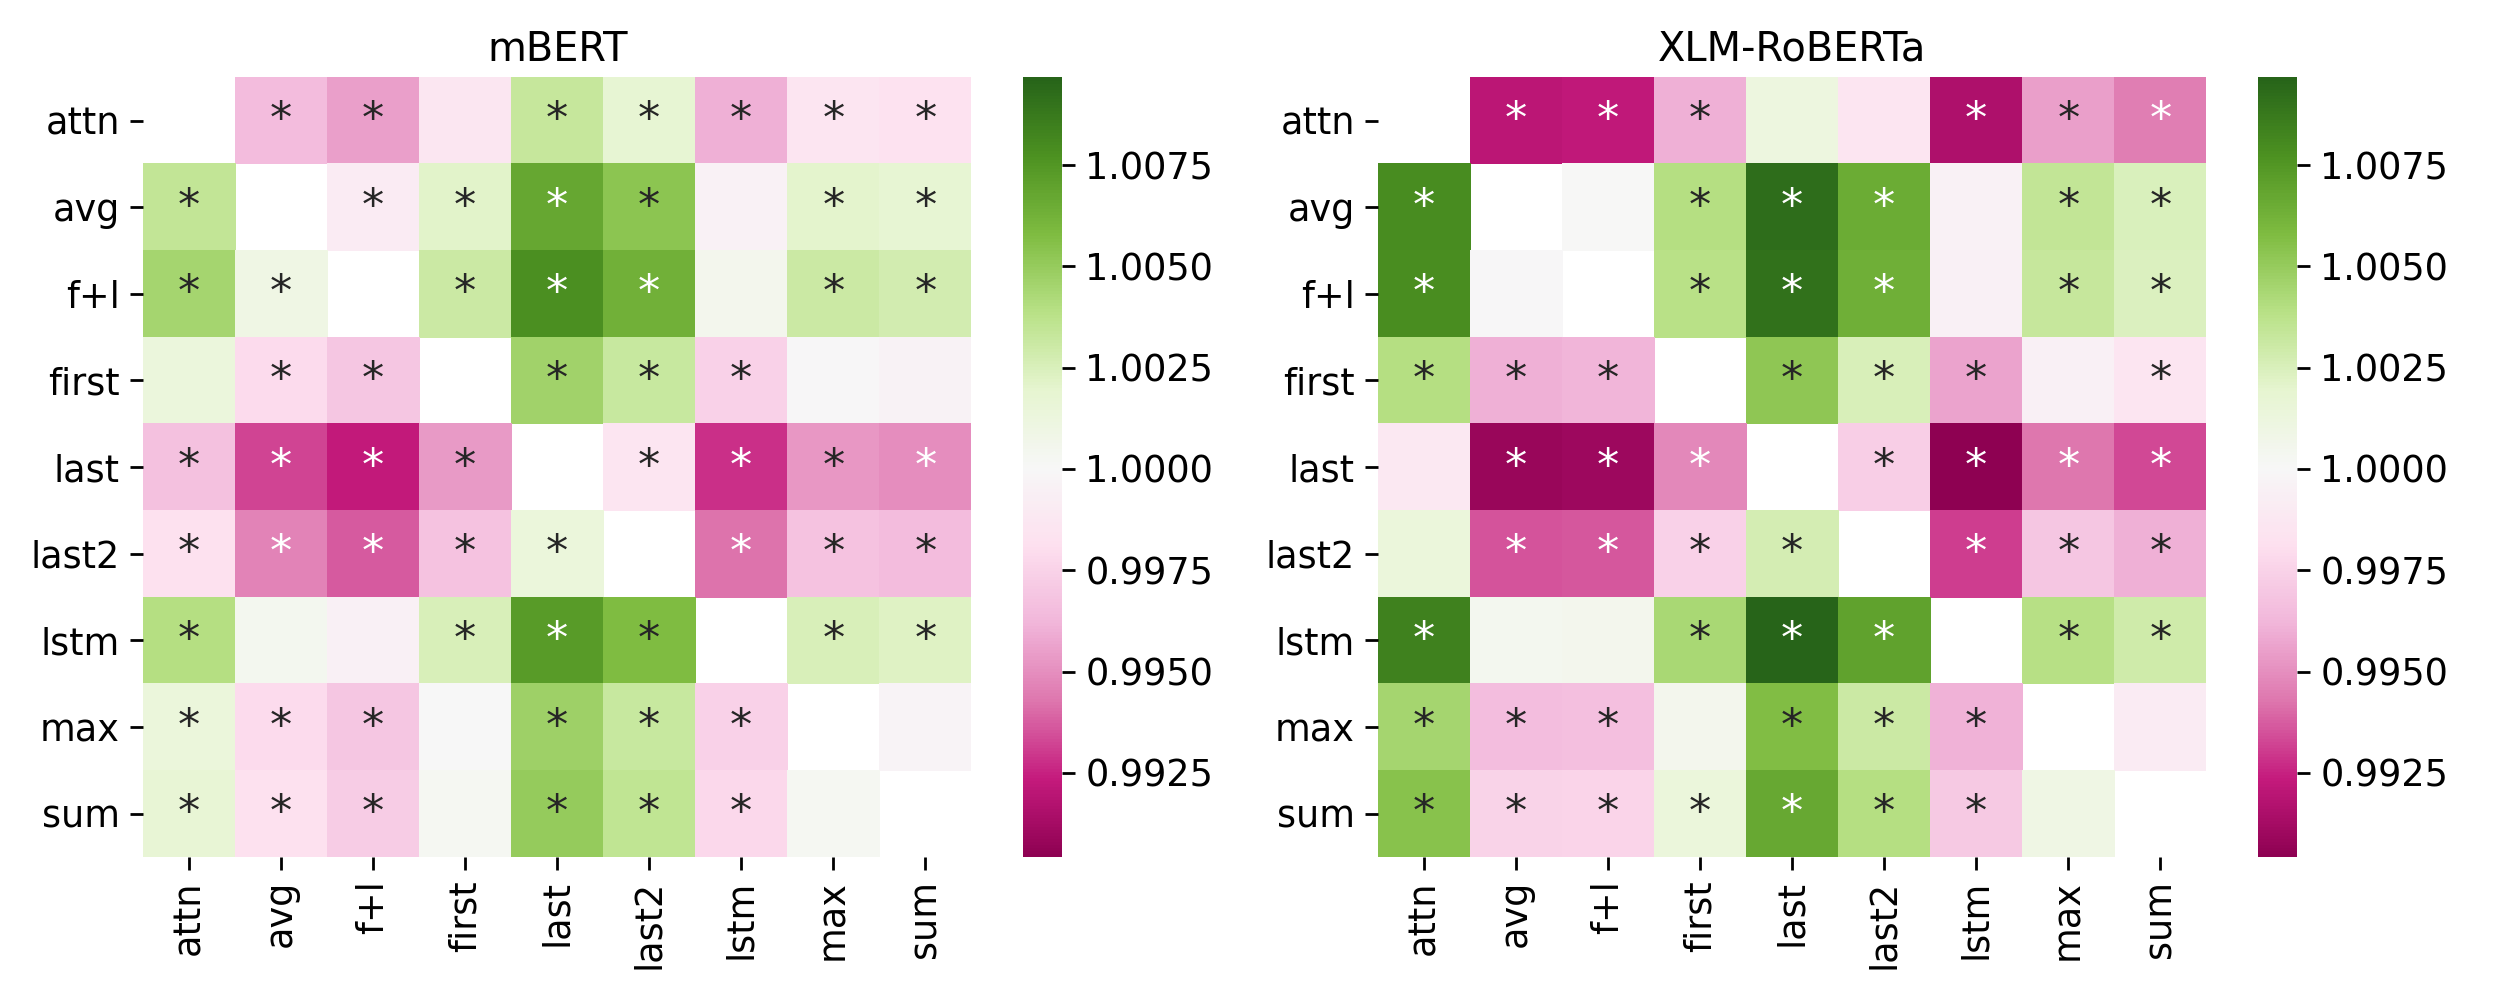 mBERT
attn * * * * * * *
avg * * * * * * *
f+l * * * * * * *
first * * * * *
last * * * * * * * *
last2 * * * * * * * *
lstm * * * * * *
max * * * * * *
sum * * * * * *
attn avg f+l first last last2 lstm max sum
1.0075
1.0050
1.0025
1.0000
0.9975
0.9950
0.9925
XLM-RoBERTa
attn * * * * * *
avg * * * * * *
f+l * * * * * *
first * * * * * * *
last * * * * * * *
last2 * * * * * * *
lstm * * * * * *
max * * * * * *
sum * * * * * * *
attn avg f+l first last last2 lstm max sum
1.0075
1.0050
1.0025
1.0000
0.9975
0.9950
0.9925